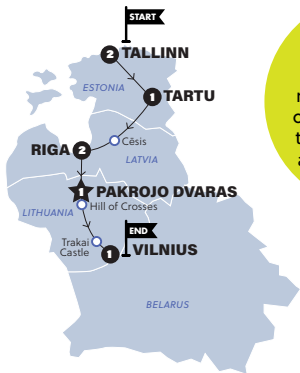 START
2 TALLINN
ESTONIA
1 TARTU
Cēsis
RIGA 2
LATVIA
1 PAKROJO DVARAS
Hill of Crosses
LITHUANIA
END
Trakai
Castle
1 VILNIUS
BELARUS